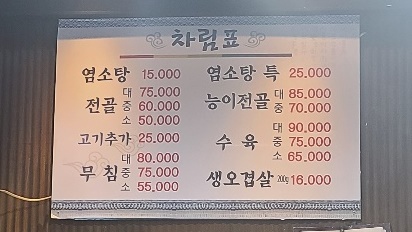 차림표
염소탕 15.000
전골 대 75.000
중 60.000
소 50.000
고기추가 25.000
무침 대 80.000
중 75.000
소 55.000
염소탕 특 25.000
능이전골 대 85.000
중 70.000
수육 대 90.000
중 75.000
소 65.000
생오겹살 200g 16.000